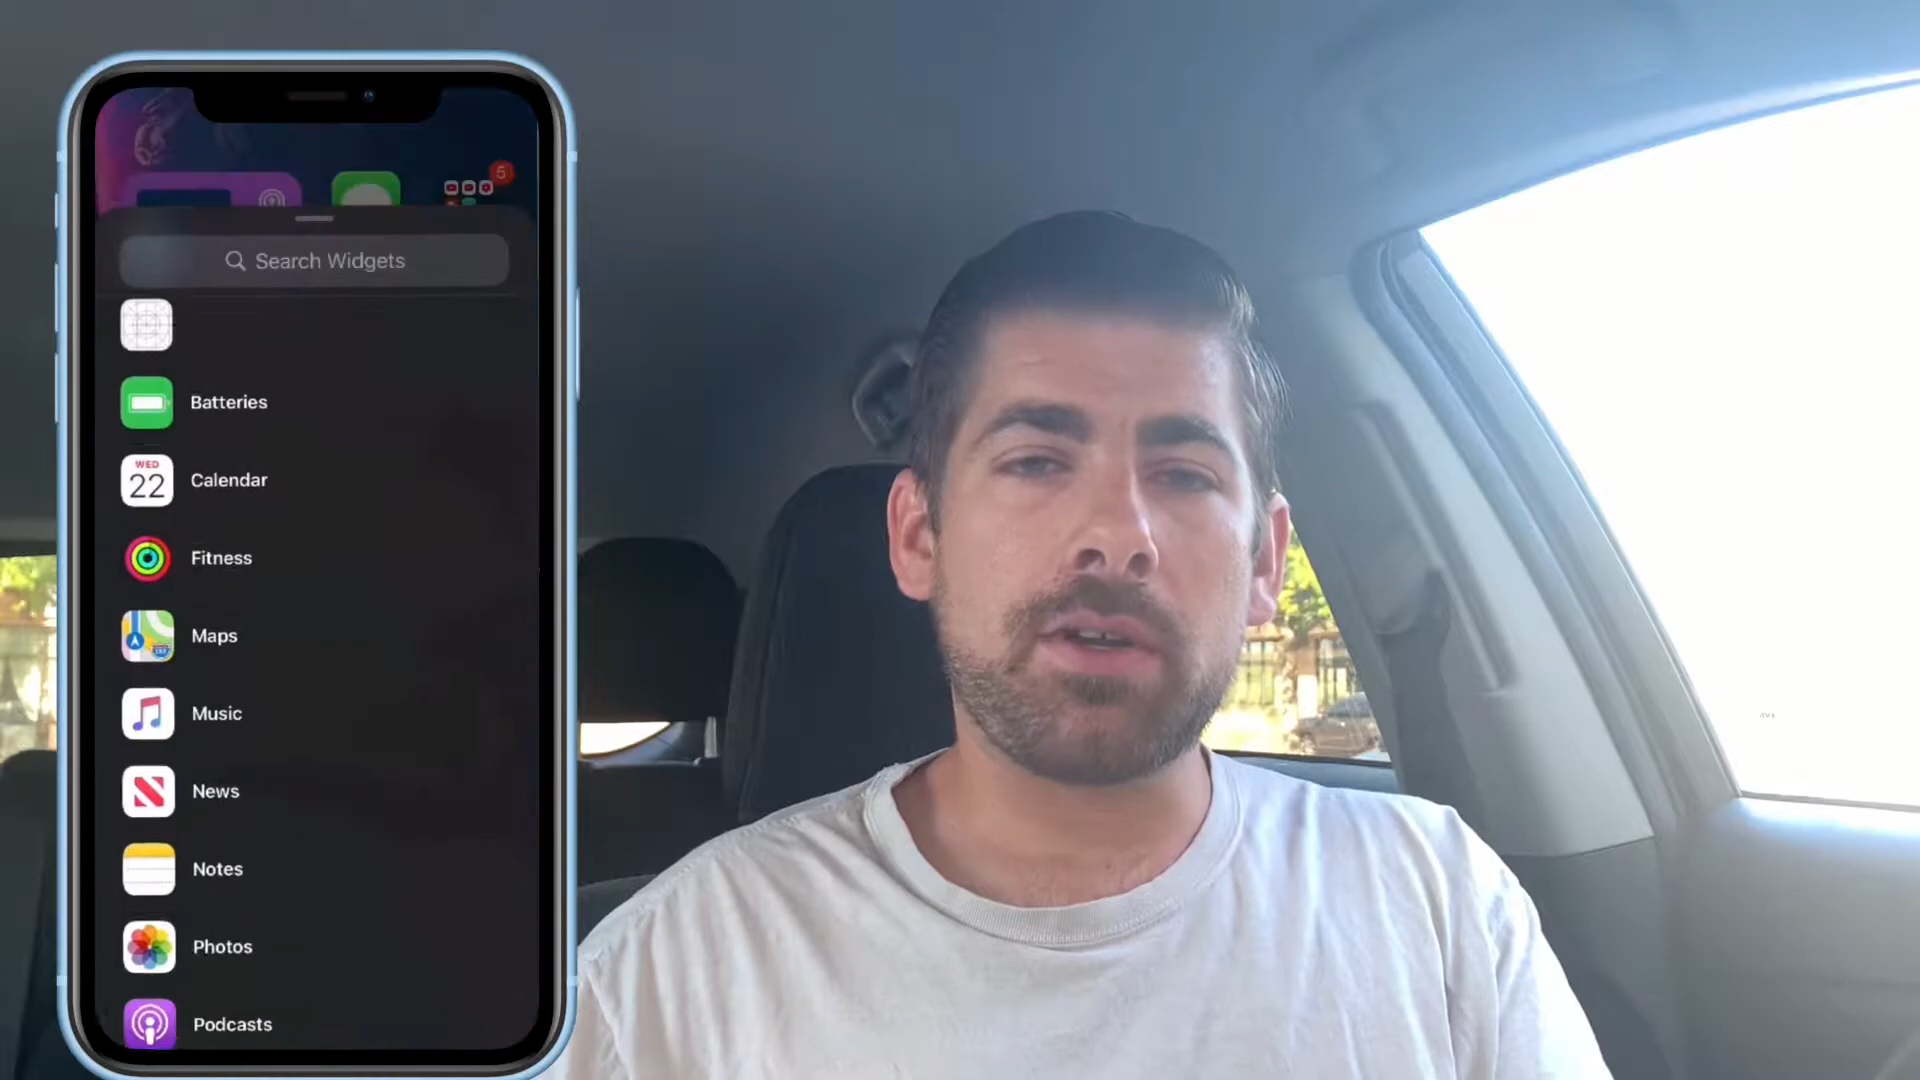 5
Search Widgets
Batteries
WED
22
Calendar
Fitness
Maps
Music
News
Notes
Photos
Podcasts